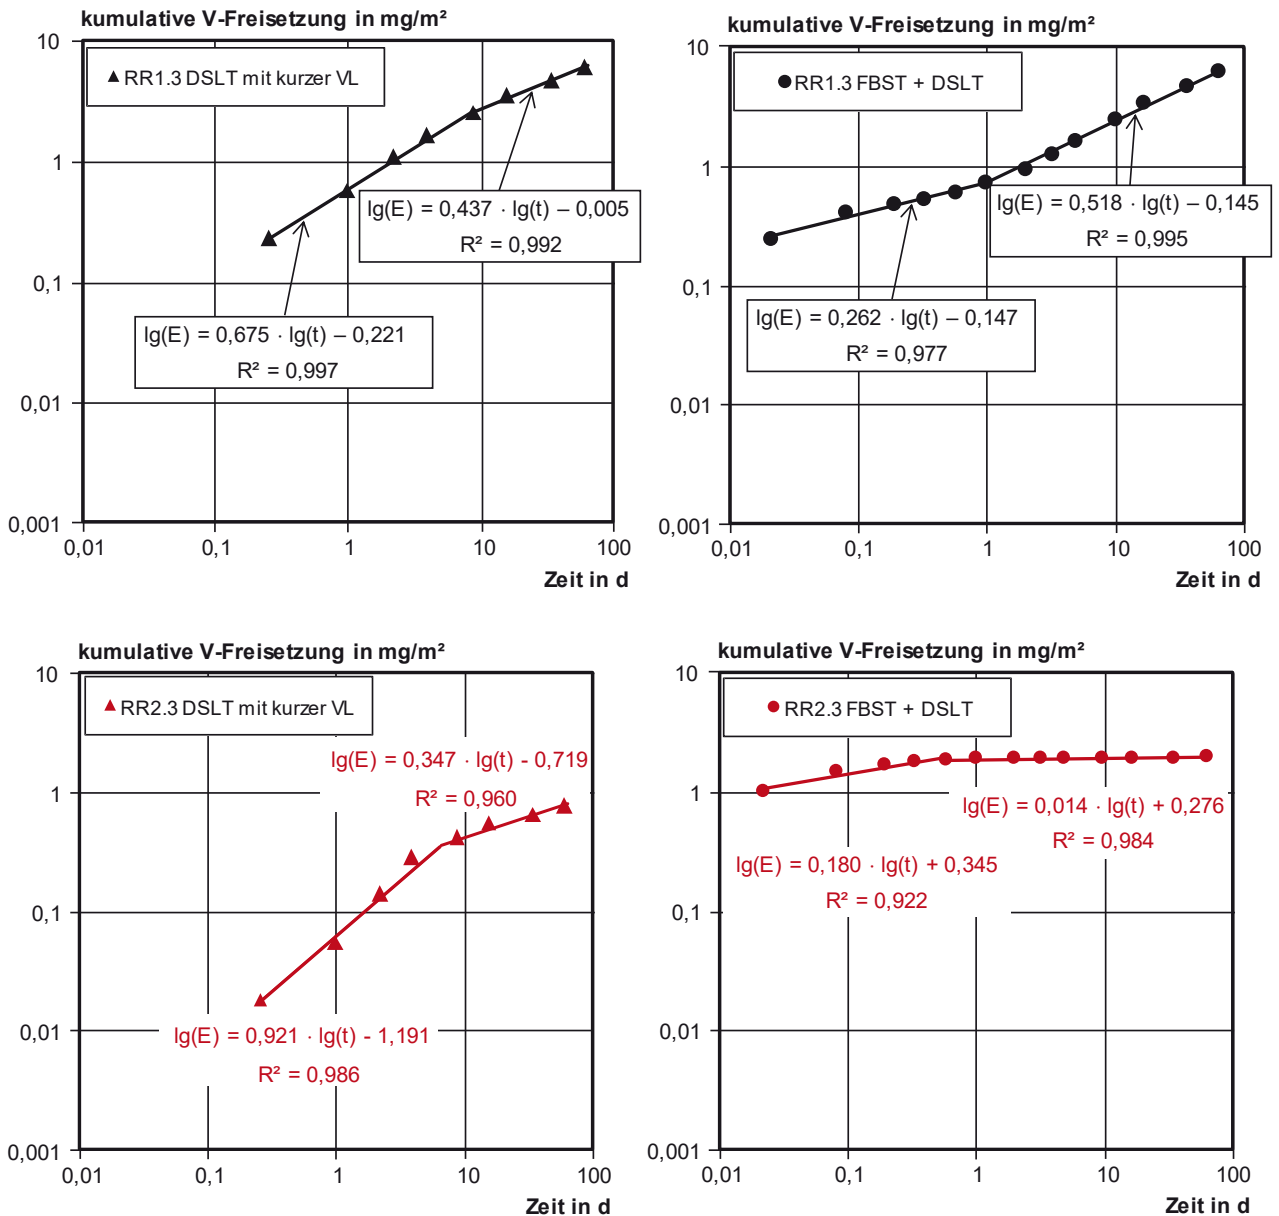 kumulative V-Freisetzung in mg/m²
10
RR1.3 DSLT mit kurzer VL
1
lg(E) = 0,437 · lg(t) – 0,005
R² = 0,992
0,1
lg(E) = 0,675 · lg(t) – 0,221
R² = 0,997
0,01
0,001
0,01 0,1 1 10 100
Zeit in d
kumulative V-Freisetzung in mg/m²
10
RR1.3 FBST + DSLT
1
lg(E) = 0,518 · lg(t) – 0,145
R² = 0,995
0,1
lg(E) = 0,262 · lg(t) – 0,147
R² = 0,977
0,01
0,001
0,01 0,1 1 10 100
Zeit in d
kumulative V-Freisetzung in mg/m²
10
RR2.3 DSLT mit kurzer VL
lg(E) = 0,347 · lg(t) - 0,719
R² = 0,960
1
0,1
0,01
lg(E) = 0,921 · lg(t) - 1,191
R² = 0,986
0,001
0,01 0,1 1 10 100
Zeit in d
kumulative V-Freisetzung in mg/m²
10
RR2.3 FBST + DSLT
1
lg(E) = 0,014 · lg(t) + 0,276
R² = 0,984
lg(E) = 0,180 · lg(t) + 0,345
R² = 0,922
0,1
0,01
0,001
0,01 0,1 1 10 100
Zeit in d